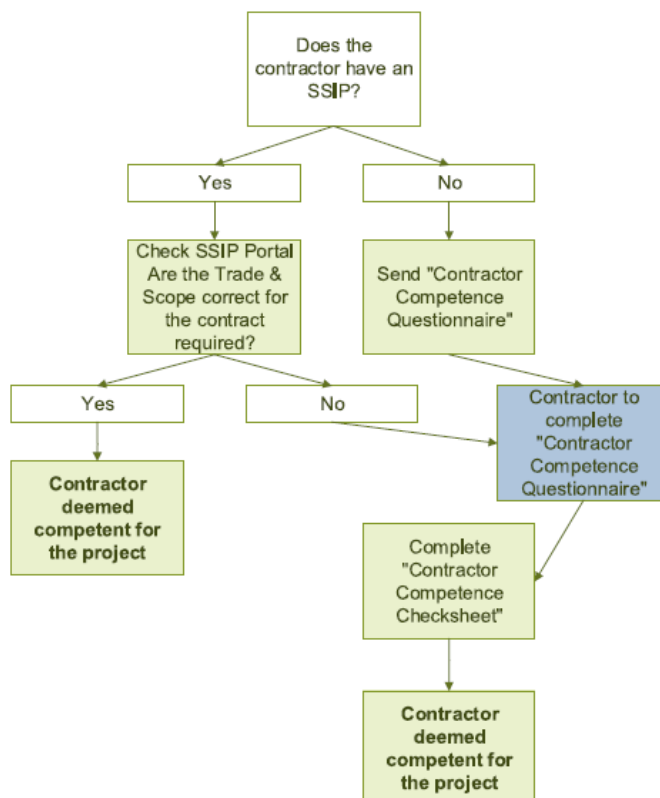 Does the
contractor have an
SSIP?
Yes
No
Check SSIP Portal
Are the Trade &
Scope correct for
the contract
required?
Send "Contractor
Competence
Questionnaire"
Yes
No
Contractor to
complete
"Contractor
Competence
Questionnaire"
Contractor
deemed
competent for
the project
Complete
"Contractor
Competence
Checksheet"
Contractor
deemed
competent for
the project